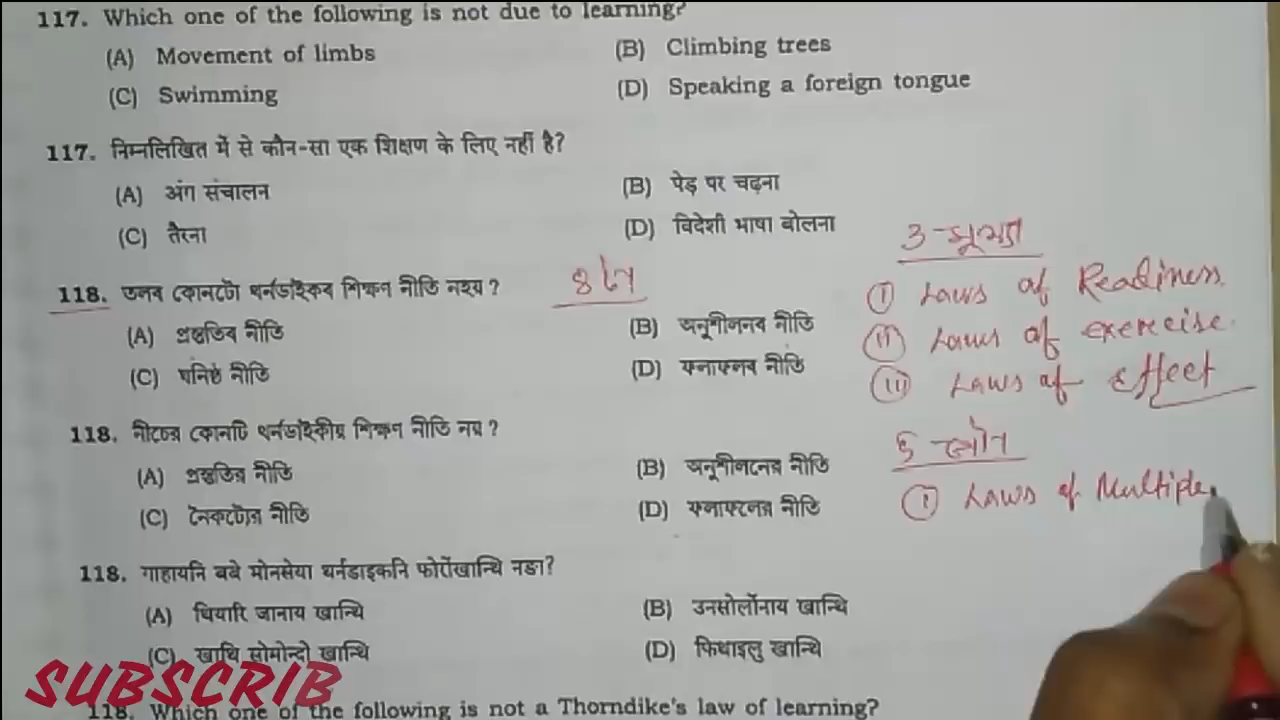 117. Which one of the following is not due to learning?
(A) Movement of limbs (B) Climbing trees
(C) Swimming (D) Speaking a foreign tongue
117. निम्नलिखित में से कौन-सा एक शिक्षण के लिए नहीं है?
(A) अंग संचालन (B) पेड़ पर चढ़ना
(C) तैरना (D) विदेशी भाषा बोलना
118. তলৰ কোনটো থৰ্নডাইকৰ শিক্ষণ নীতি নহয়?
(A) প্ৰস্তুতিৰ নীতি (B) অনুশীলনৰ নীতি
(C) ঘনিষ্ঠ নীতি (D) ফলাফলৰ নীতি
3-
(I) Laws of Readiness.
(II) Laws of exercise.
(III) Laws of Effect
118. নীচের কোনটি থর্নডাইকীয় শিক্ষণ নীতি নয়?
(A) প্রস্তুতির নীতি (B) অনুশীলনের নীতি
(C) নৈকট্যের নীতি (D) ফলাফলের নীতি
(I) Laws of Multiple
118. गाहायनि बबे मोनसेया थर्नडाइकनि फोरोंखान्थि नङा?
(A) थियारि जानाय खान्थि (B) उनसोलोंनाय खान्थि
(C) खाथि सोमोन्दो खान्थि (D) फिथाइलु खान्थि
SUBSCRIB
118. Which one of the following is not a Thorndike's law of learning?